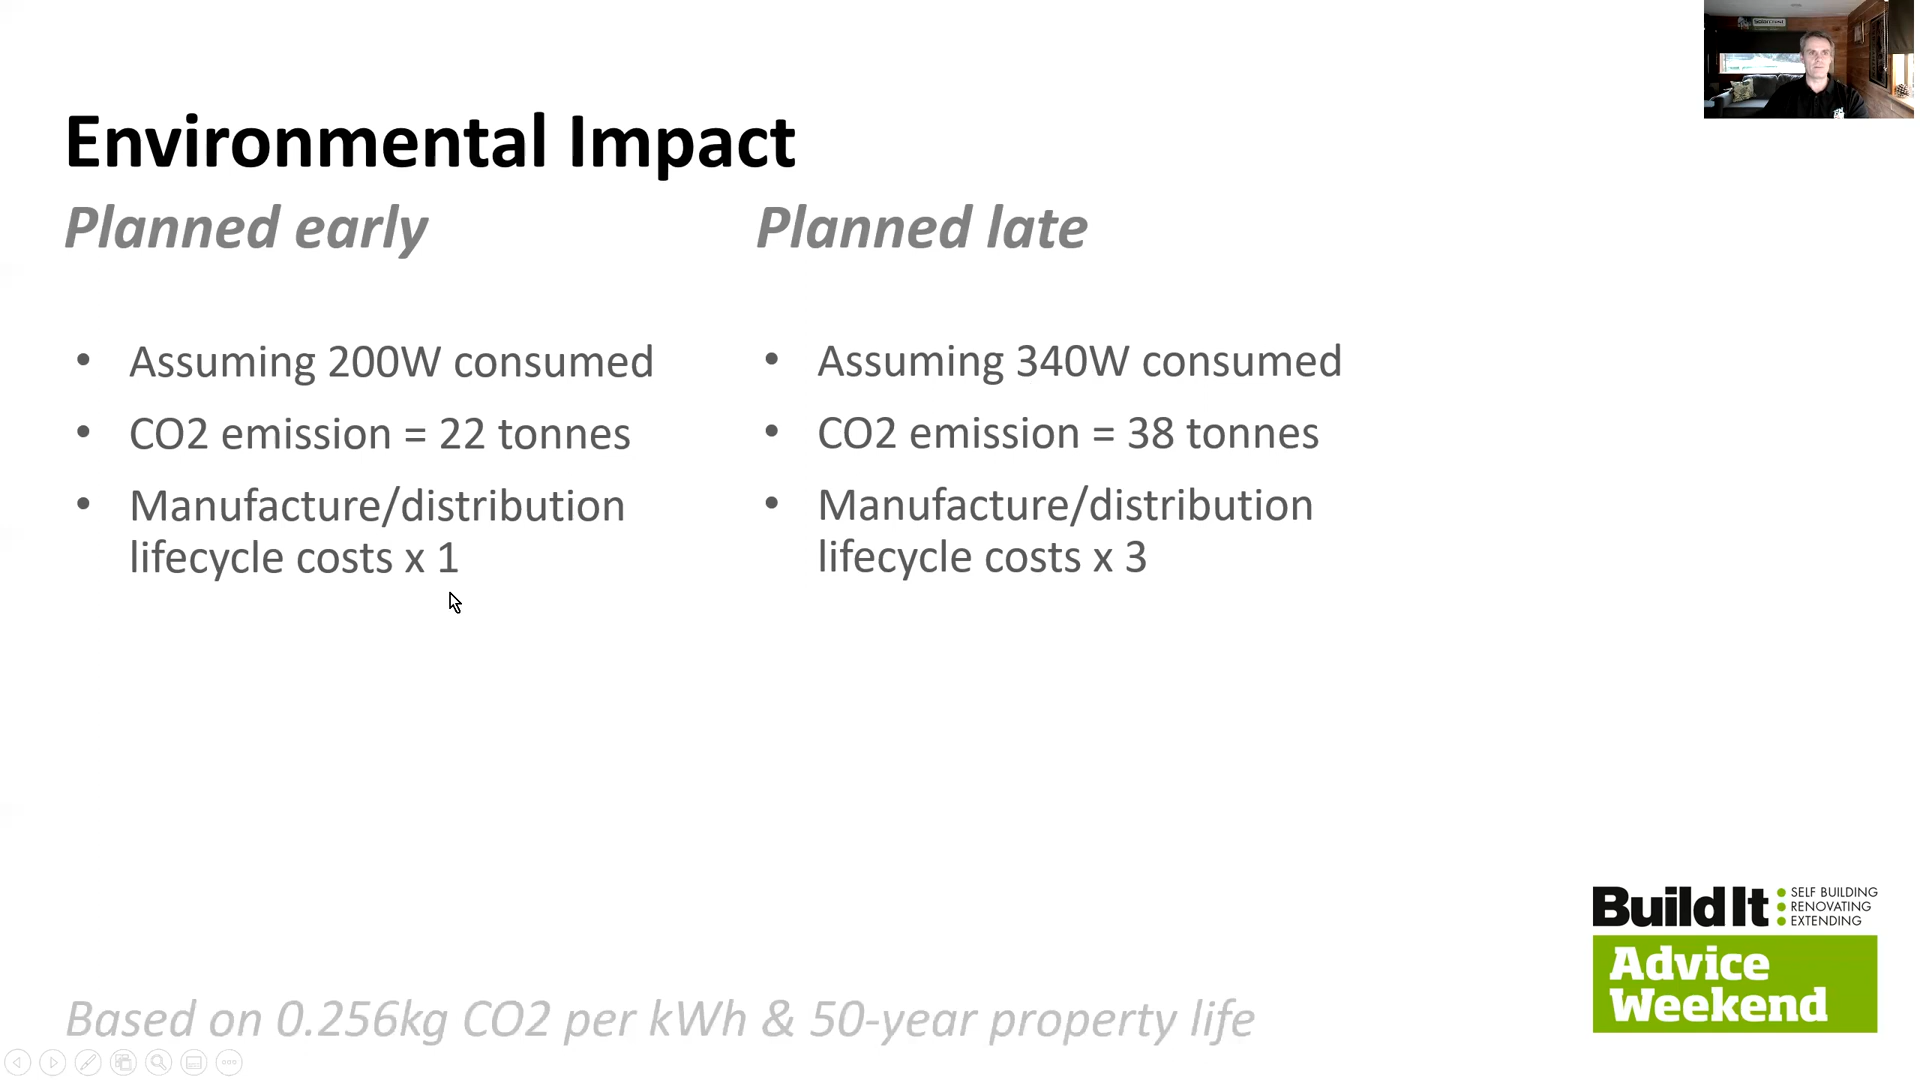 Environmental Impact
Planned early
Planned late
• Assuming 200W consumed
• CO2 emission = 22 tonnes
• Manufacture/distribution
lifecycle costs x 1
• Assuming 340W consumed
• CO2 emission = 38 tonnes
• Manufacture/distribution
lifecycle costs x 3
Build It
SELF BUILDING
RENOVATING
EXTENDING
Advice
Weekend
Based on 0.256kg CO2 per kWh & 50-year property life